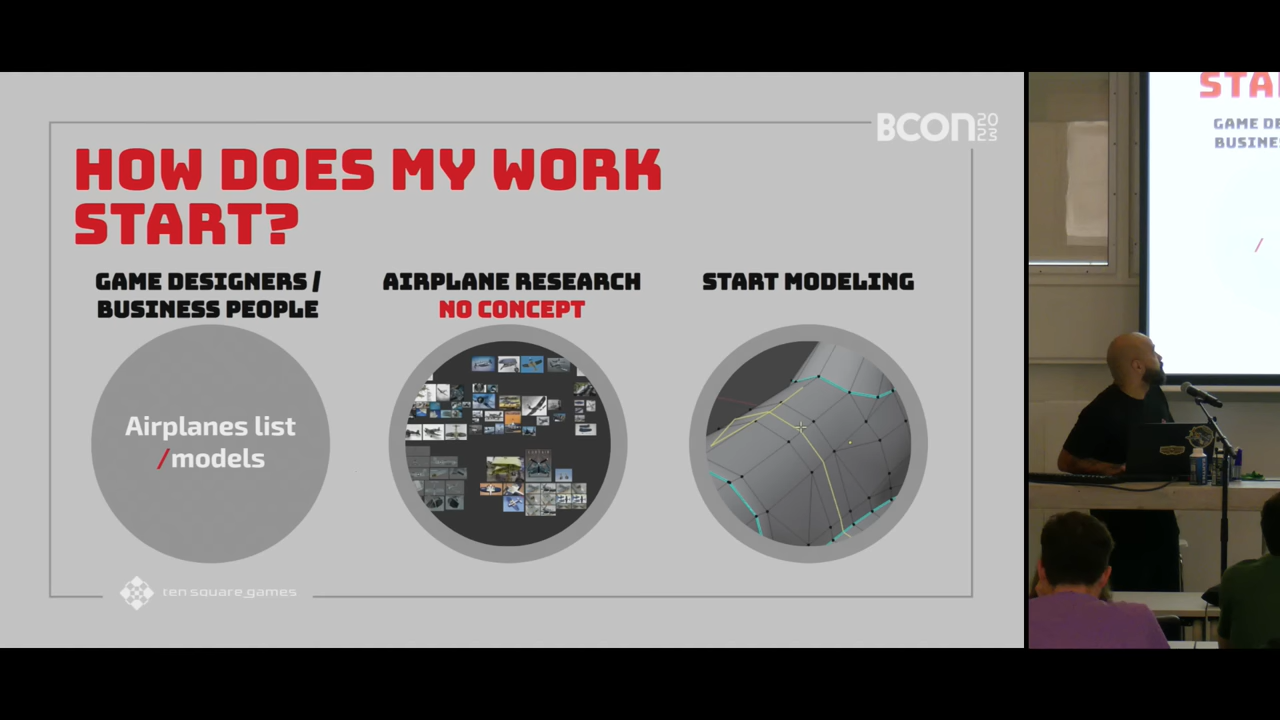 BCON 2023
HOW DOES MY WORK
START?
GAME DESIGNERS /
BUSINESS PEOPLE
AIRPLANE RESEARCH
NO CONCEPT
START MODELING
Airplanes list
/models
ten square games
STA
GAME DE
BUSINE
/